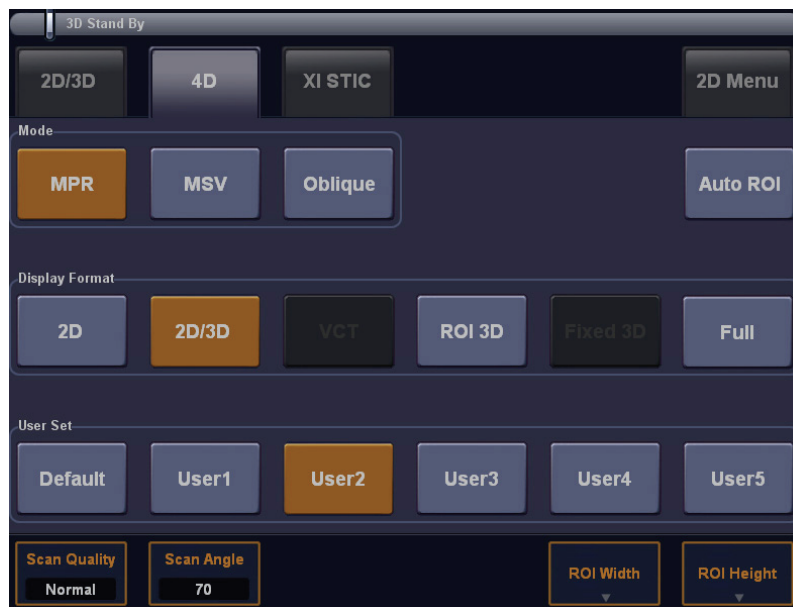 3D Stand By
2D/3D 4D XI STIC 2D Menu
Mode
MPR MSV Oblique Auto ROI
Display Format
2D 2D/3D VCT ROI 3D Fixed 3D Full
User Set
Default User1 User2 User3 User4 User5
Scan Quality Scan Angle ROI Width ROI Height
Normal 70